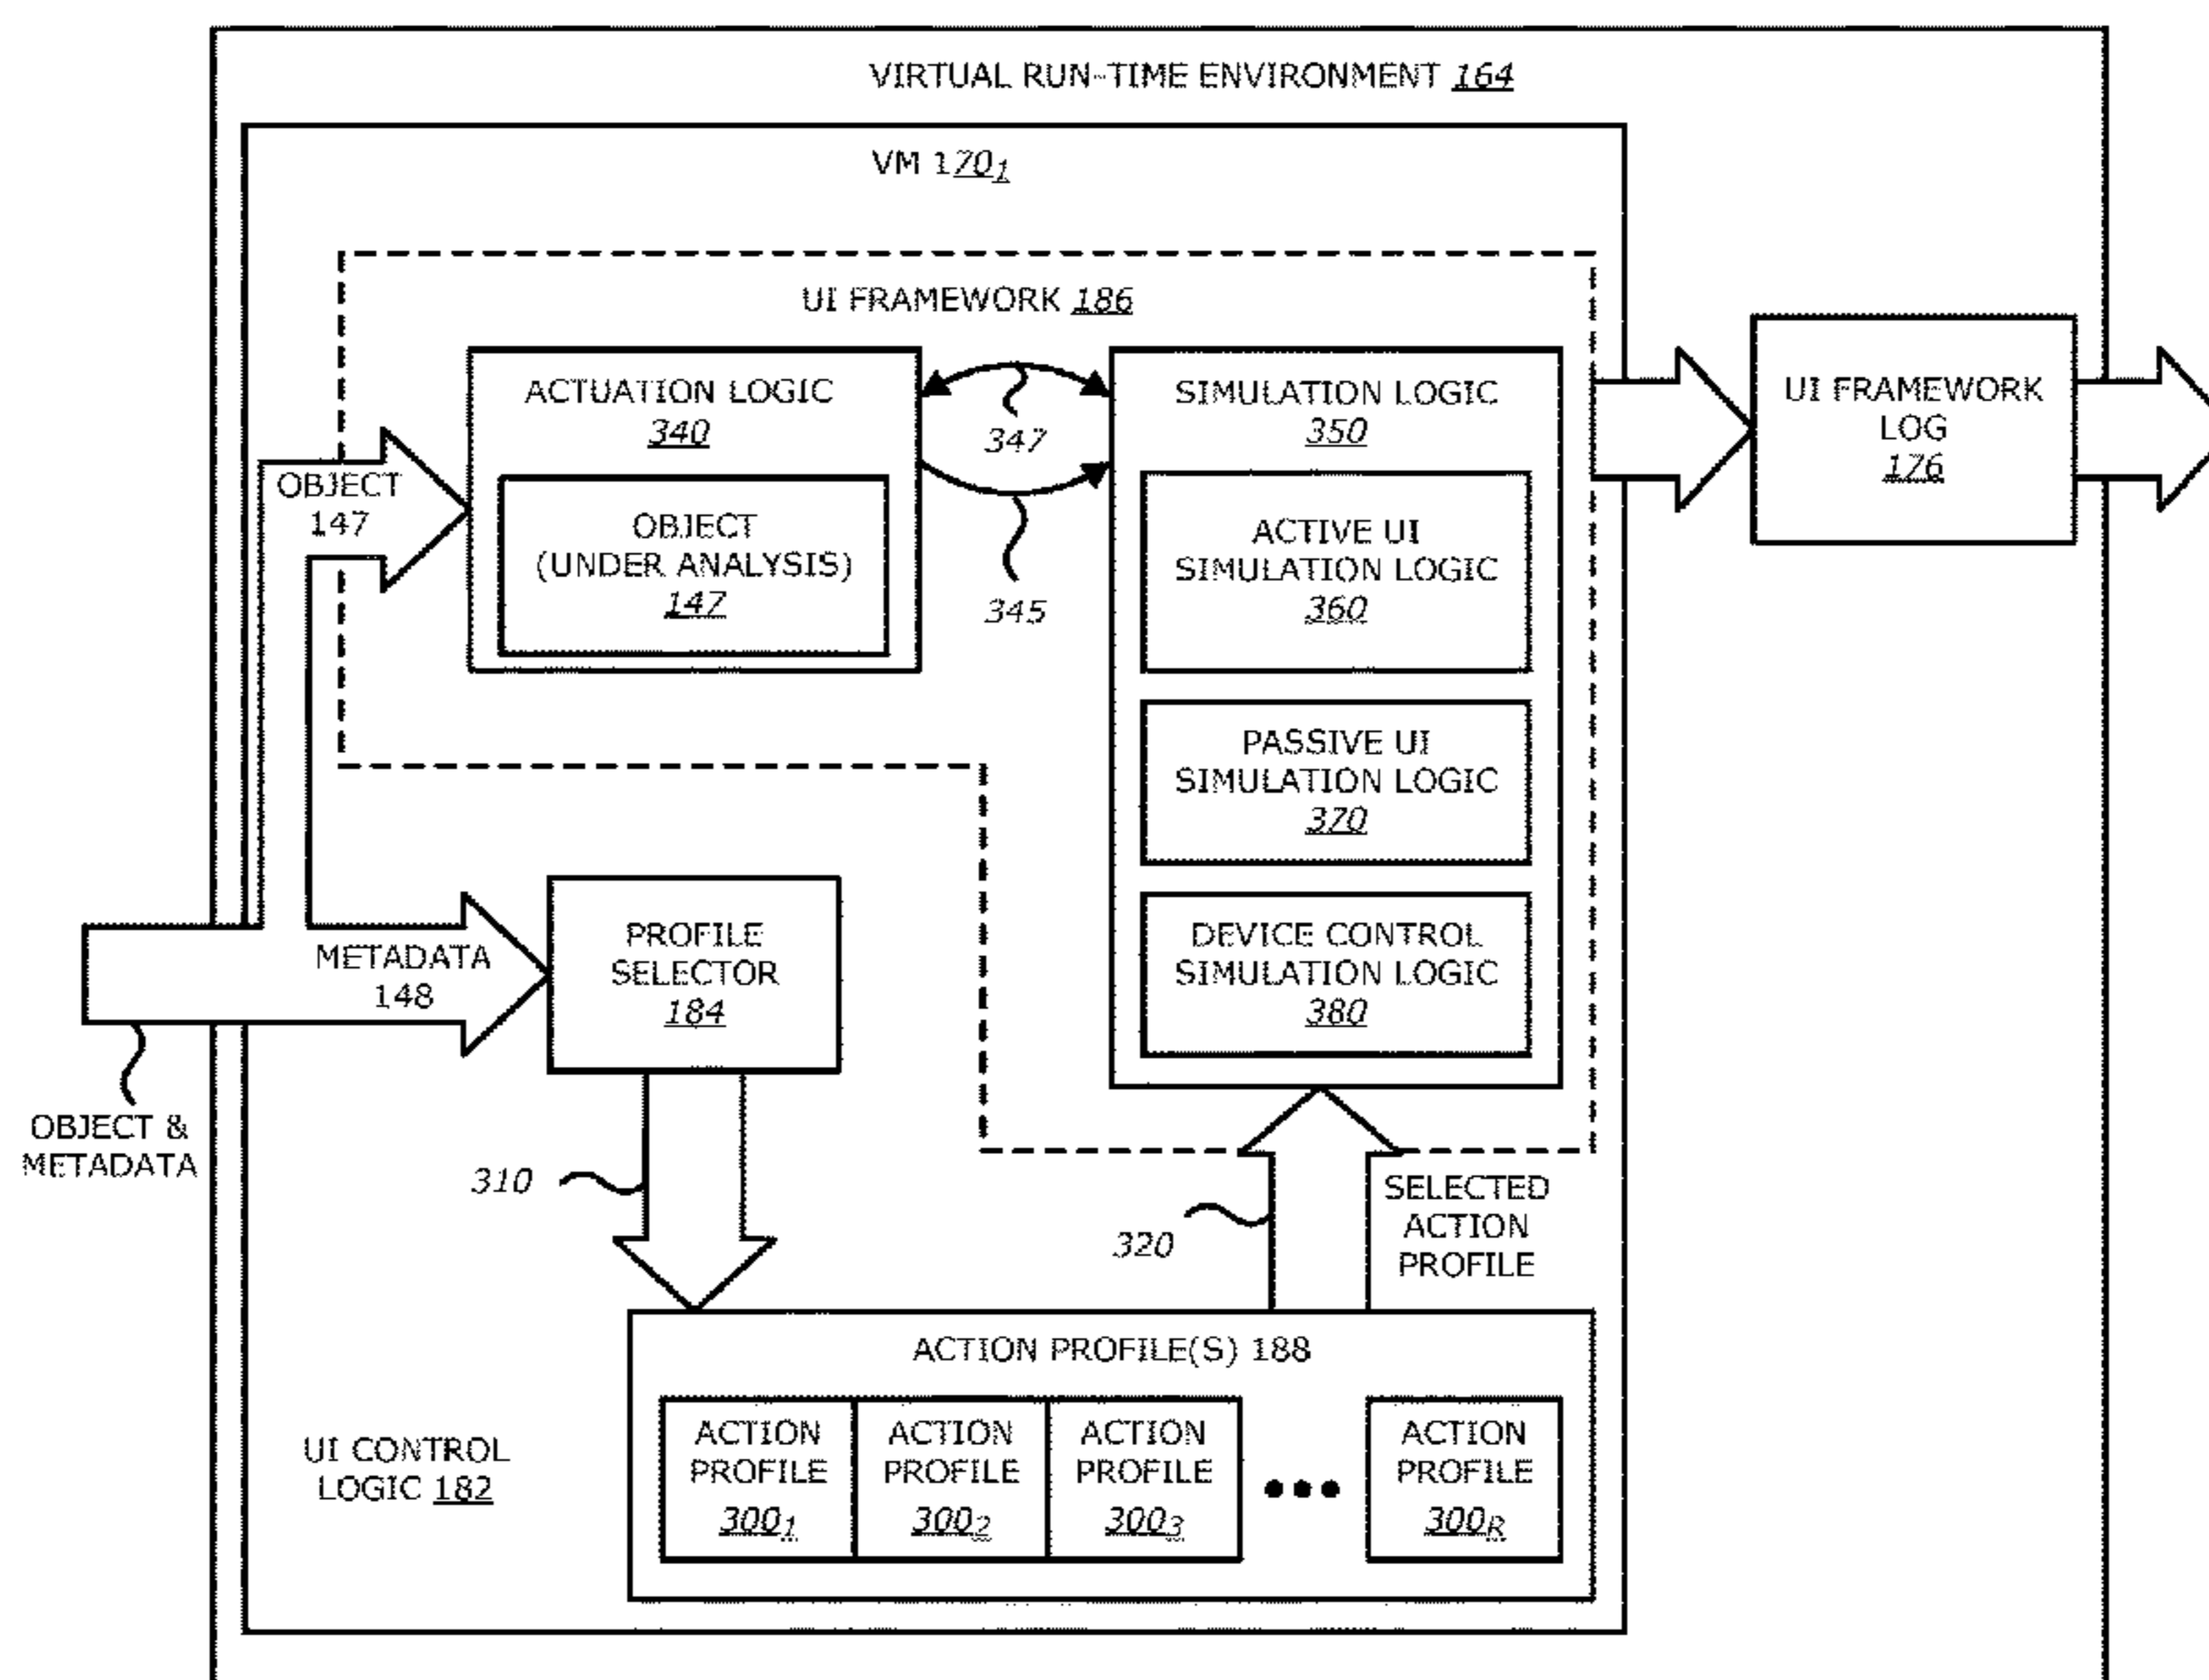 VIRTUAL RUN-TIME ENVIRONMENT 164
VM 170₁
UI FRAMEWORK 186
ACTUATION LOGIC
340
OBJECT
(UNDER ANALYSIS)
147
OBJECT
147
347
345
SIMULATION LOGIC
350
ACTIVE UI
SIMULATION LOGIC
360
PASSIVE UI
SIMULATION LOGIC
370
DEVICE CONTROL
SIMULATION LOGIC
380
UI FRAMEWORK
LOG
176
METADATA
148
PROFILE
SELECTOR
184
OBJECT &
METADATA
310
320
SELECTED
ACTION
PROFILE
ACTION PROFILE(S) 188
ACTION
PROFILE
300₁
ACTION
PROFILE
300₂
ACTION
PROFILE
300₃
ACTION
PROFILE
300R
UI CONTROL
LOGIC 182